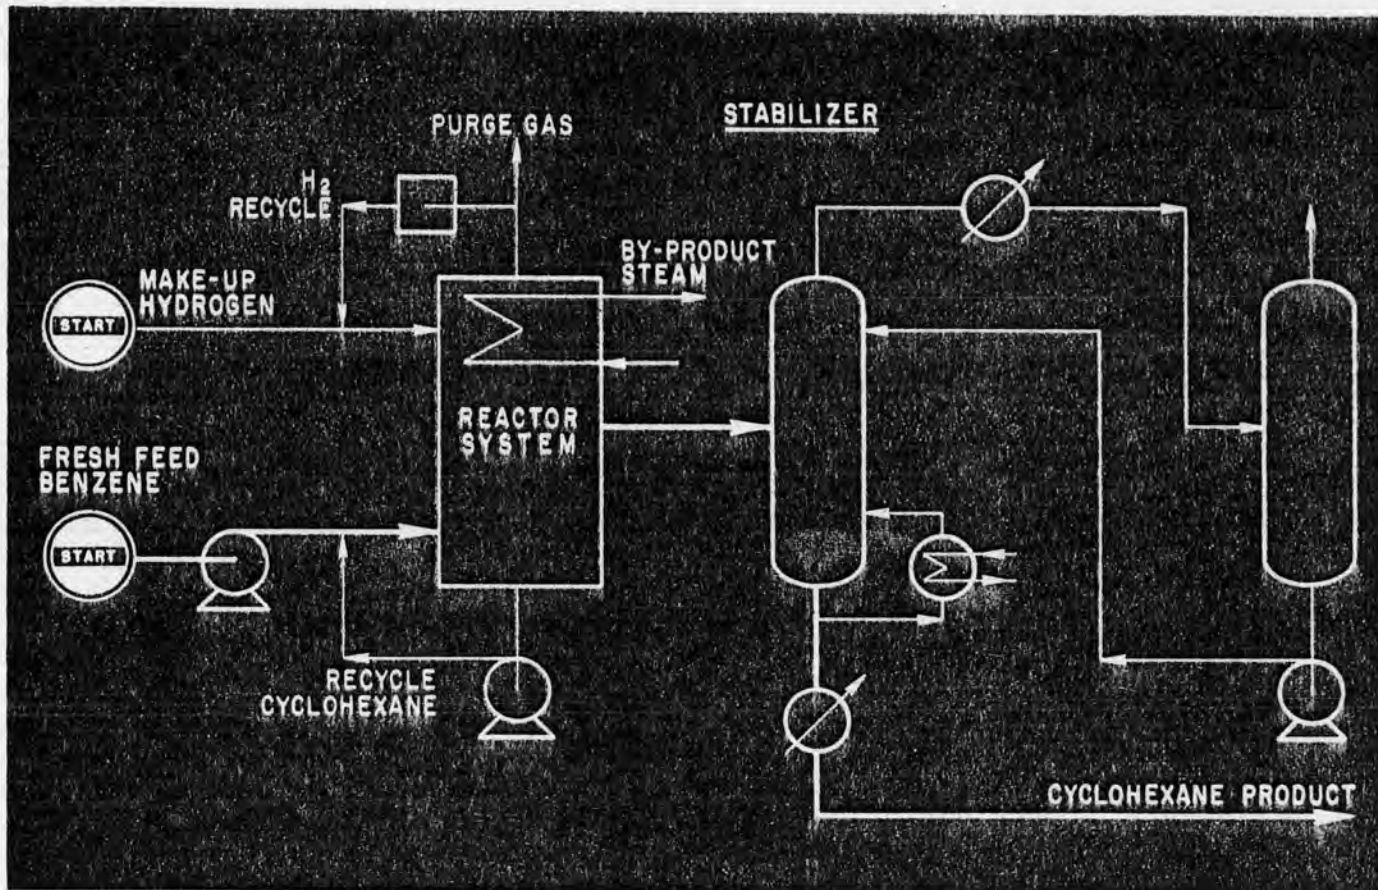 PURGE GAS
STABILIZER
H2
RECYCLE
BY-PRODUCT
STEAM
MAKE-UP
HYDROGEN
START
REACTOR
SYSTEM
FRESH FEED
BENZENE
START
RECYCLE
CYCLOHEXANE
CYCLOHEXANE PRODUCT